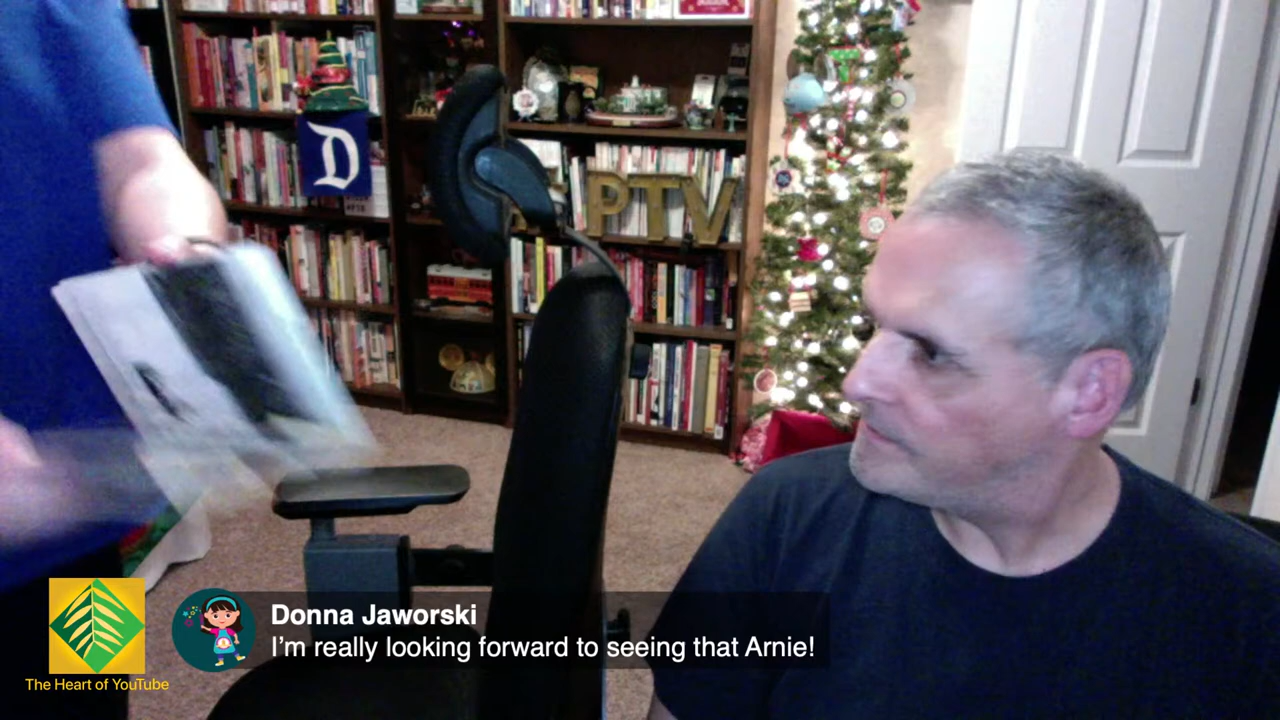 D
PTV
Donna Jaworski
I'm really looking forward to seeing that Arnie!
The Heart of YouTube